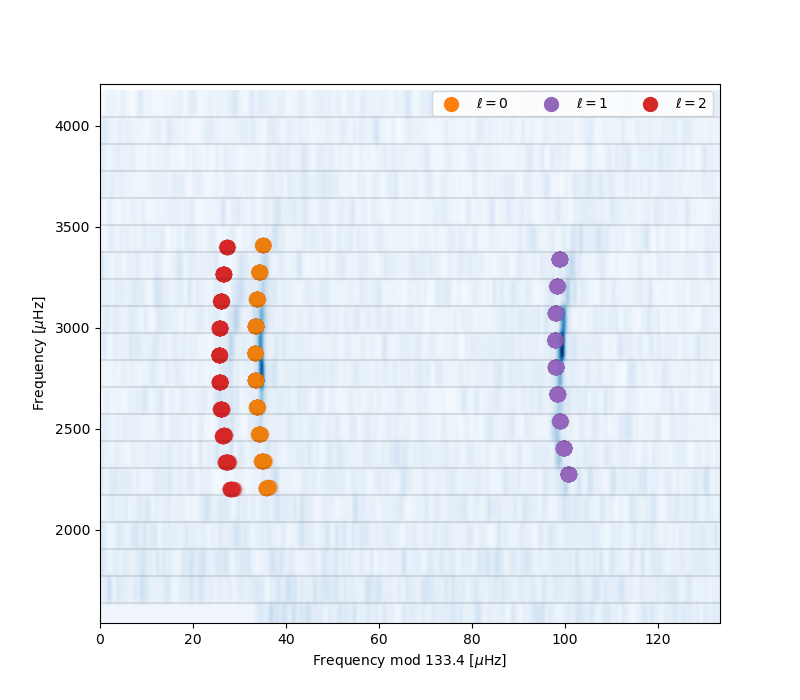 ℓ = 0 ℓ = 1 ℓ = 2
4000
3500
3000
2500
2000
Frequency [μHz]
0 20 40 60 80 100 120
Frequency mod 133.4 [μHz]